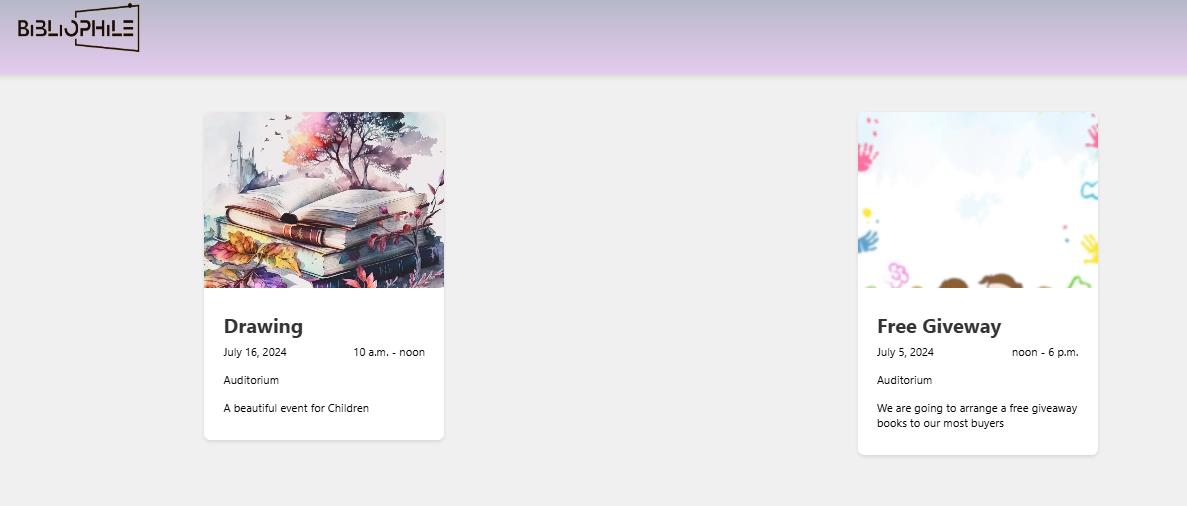 BIBLIOPHILE
Drawing
July 16, 2024 10 a.m. - noon
Auditorium
A beautiful event for Children
Free Giveway
July 5, 2024 noon - 6 p.m.
Auditorium
We are going to arrange a free giveaway
books to our most buyers